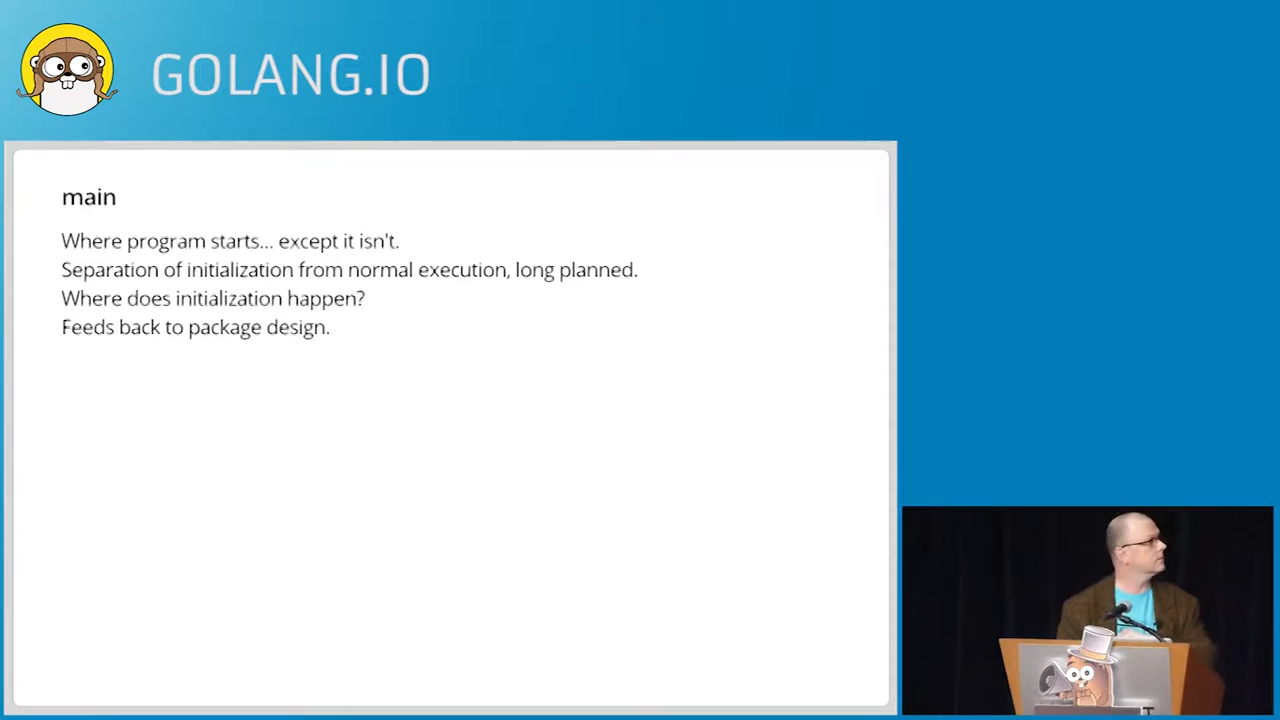 GOLANG.IO
main
Where program starts... except it isn't.
Separation of initialization from normal execution, long planned.
Where does initialization happen?
Feeds back to package design.